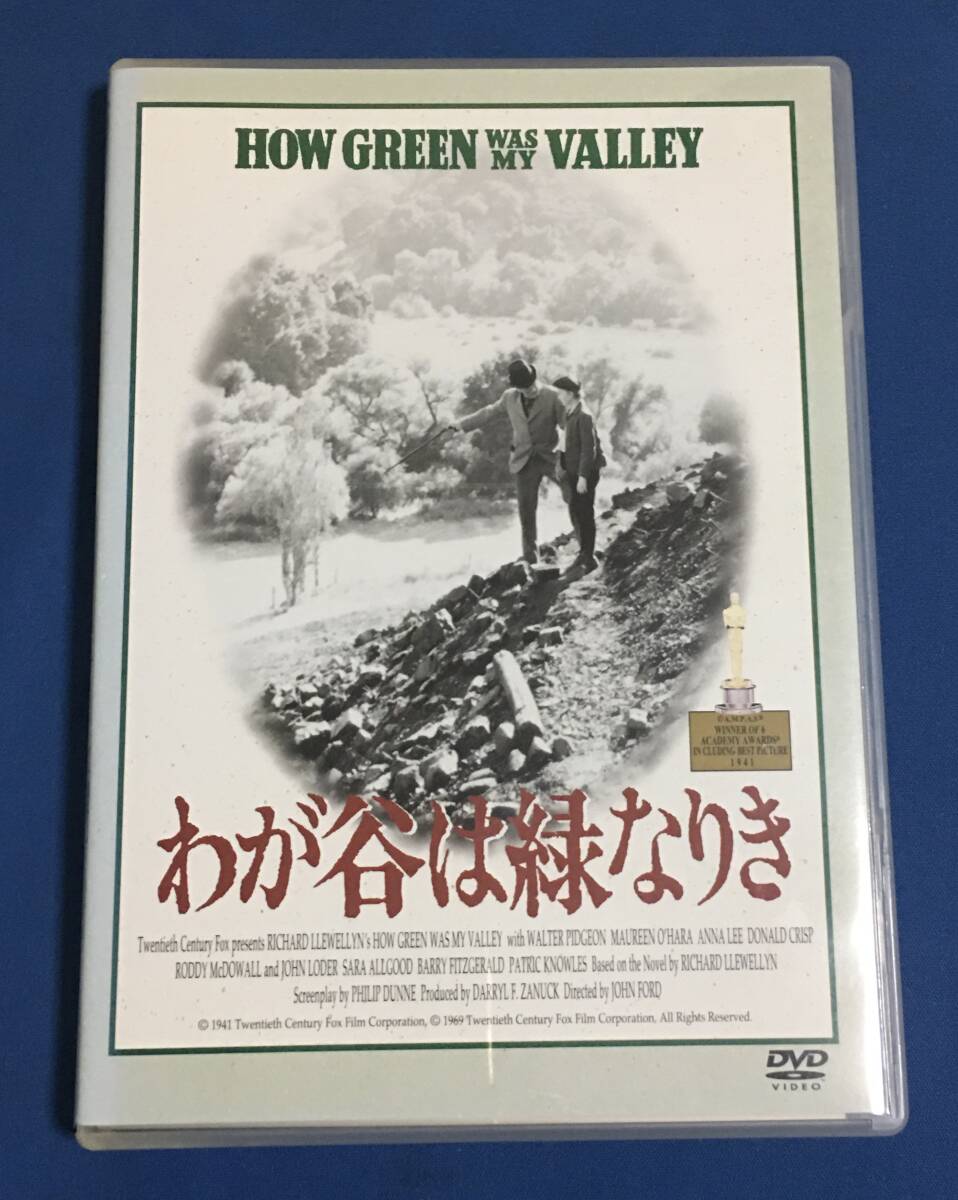 HOW GREEN WAS MY VALLEY
©A.M.P.A.S®
WINNER OF 6
ACADEMY AWARDS®
IN CLUDING BEST PICTURE
1941
わが谷は緑なりき
Twentieth Century Fox presents RICHARD LLEWELLYN's HOW GREEN WAS MY VALLEY with WALTER PIDGEON MAUREEN O'HARA ANNA LEE DONALD CRISP
RODDY McDOWALL and JOHN LODER SARA ALLGOOD BARRY FITZGERALD PATRIC KNOWLES Based on the Novel by RICHARD LLEWELLYN
Screenplay by PHILIP DUNNE Produced by DARRYL F. ZANUCK Directed by JOHN FORD
© 1941 Twentieth Century Fox Film Corporation, © 1969 Twentieth Century Fox Film Corporation, All Rights Reserved.
DVD
VIDEO